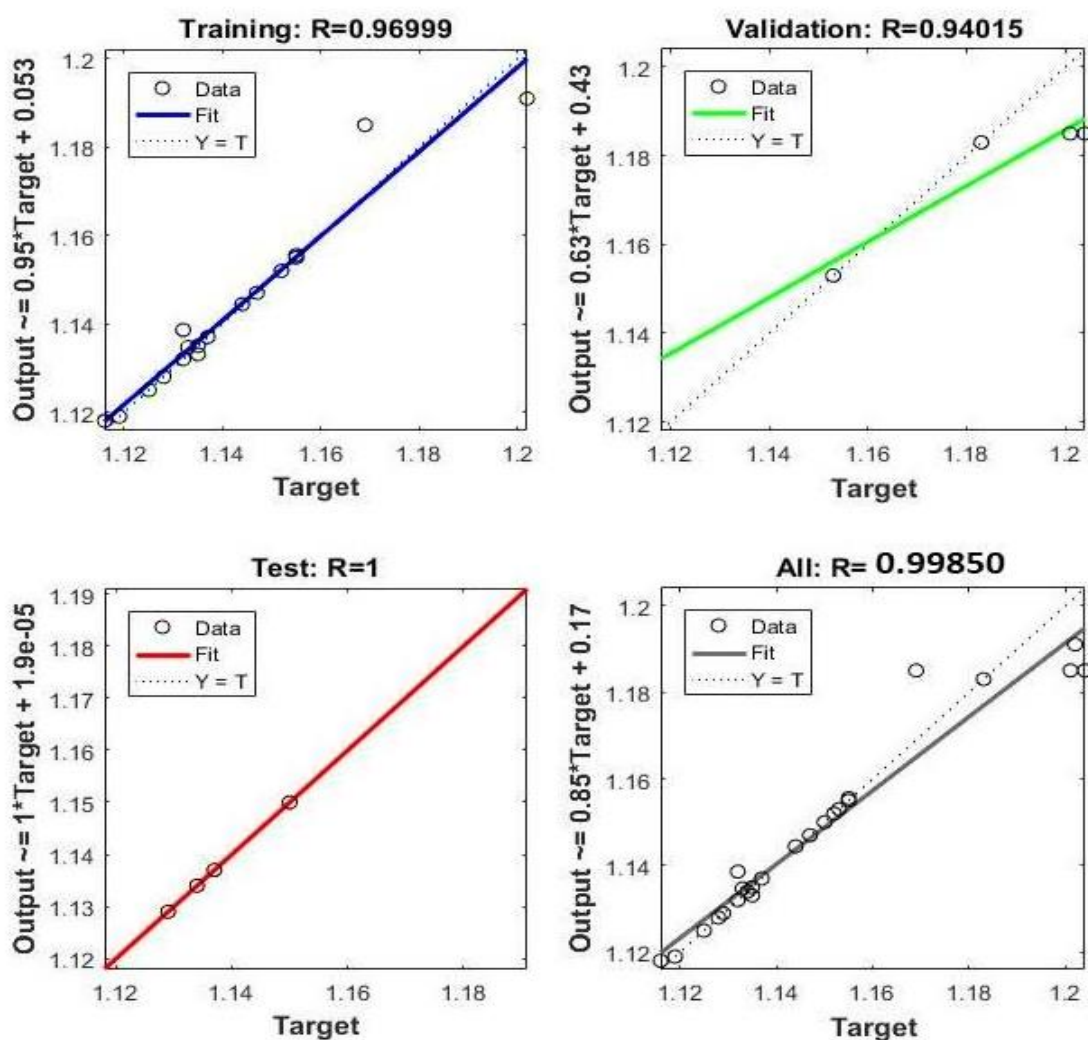 Training: R=0.96999
Output ~= 0.95*Target + 0.053
1.2
1.18
1.16
1.14
1.12
Data
Fit
Y = T
1.12 1.14 1.16 1.18 1.2
Target
Validation: R=0.94015
Output ~= 0.63*Target + 0.43
1.2
1.18
1.16
1.14
1.12
Data
Fit
Y = T
1.12 1.14 1.16 1.18 1.2
Target
Test: R=1
Output ~= 1*Target + 1.9e-05
1.19
1.18
1.17
1.16
1.15
1.14
1.13
1.12
Data
Fit
Y = T
1.12 1.14 1.16 1.18
Target
All: R= 0.99850
Output ~= 0.85*Target + 0.17
1.2
1.18
1.16
1.14
1.12
Data
Fit
Y = T
1.12 1.14 1.16 1.18 1.2
Target